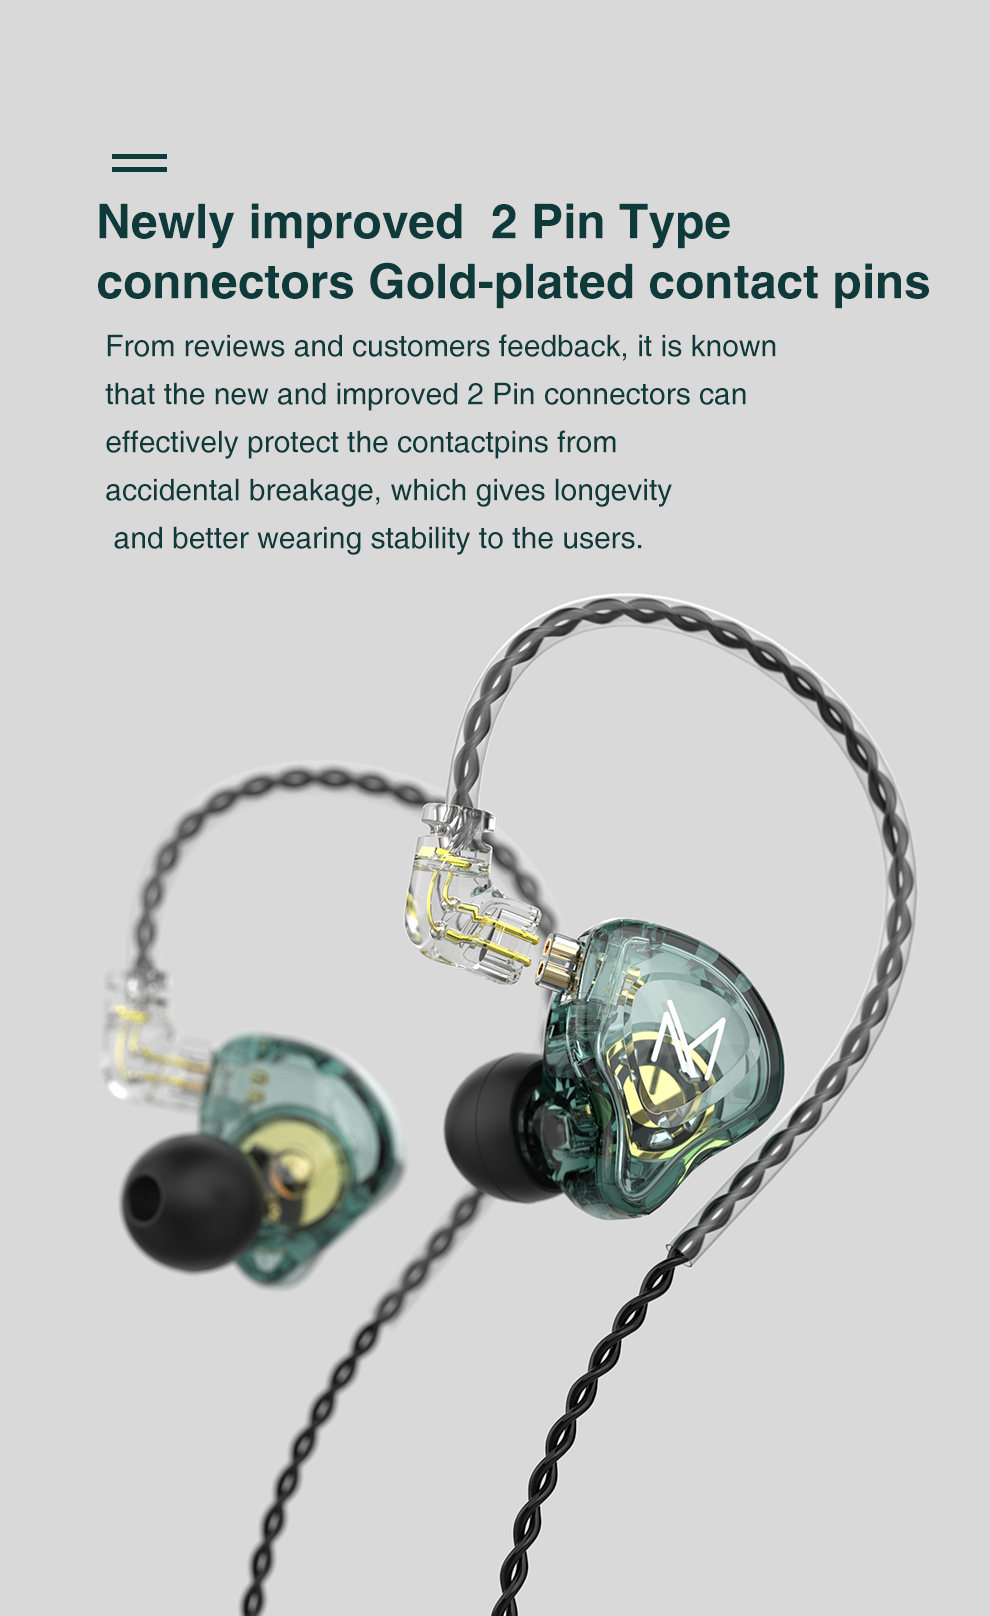 Newly improved  2 Pin Type
connectors Gold-plated contact pins
From reviews and customers feedback, it is known
that the new and improved 2 Pin connectors can
effectively protect the contactpins from
accidental breakage, which gives longevity
and better wearing stability to the users.